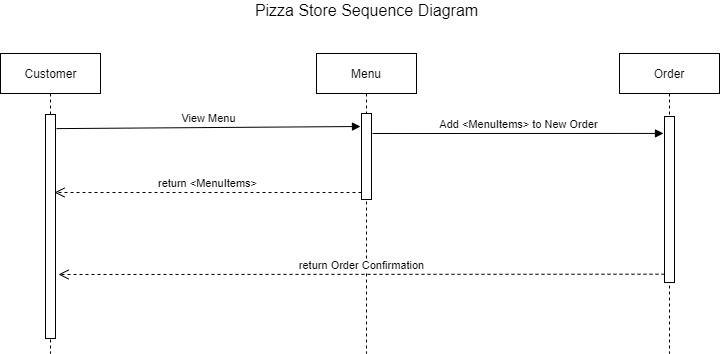 Pizza Store Sequence Diagram
Customer
Menu
Order
View Menu
Add <MenuItems> to New Order
return <MenuItems>
return Order Confirmation